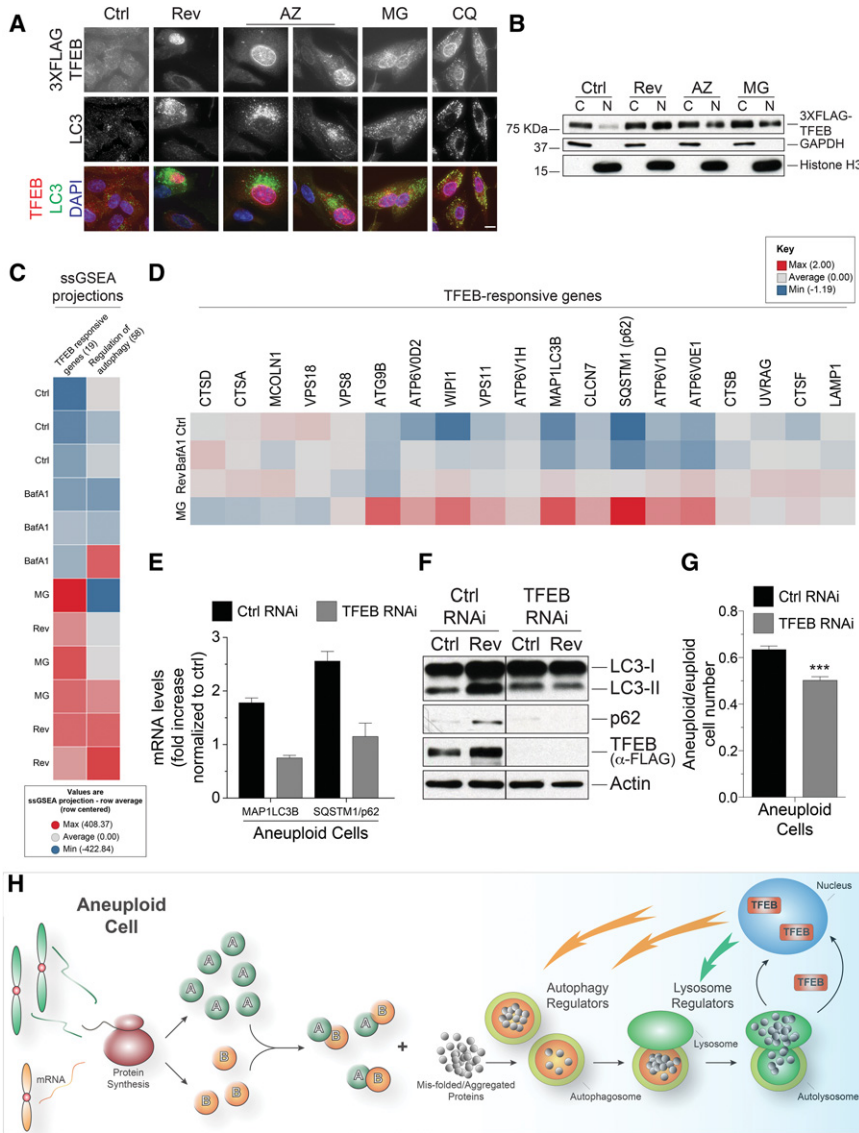 A
Ctrl Rev AZ MG CQ
3XFLAG
TFEB
LC3
TFEB
LC3
DAPI
B
Ctrl Rev AZ MG
C N C N C N C N
75 KDa
37
15
3XFLAG-
TFEB
GAPDH
Histone H3
C
ssGSEA
projections
TFEB responsive
genes (19)
Regulation of
autophagy (58)
Ctrl
Ctrl
Ctrl
BafA1
BafA1
BafA1
MG
Rev
MG
MG
Rev
Rev
Values are
ssGSEA projection - row average
(row centered)
Max (408.37)
Average (0.00)
Min (-422.84)
D
Key
Max (2.00)
Average (0.00)
Min (-1.19)
TFEB-responsive genes
CTSD
CTSA
MCOLN1
VPS18
VPS8
ATG9B
ATP6V0D2
WIPI1
VPS11
ATP6V1H
MAP1LC3B
CLCN7
SQSTM1 (p62)
ATP6V1D
ATP6V0E1
CTSB
UVRAG
CTSF
LAMP1
Ctrl
BafA1
Rev
MG
E
Ctrl RNAi TFEB RNAi
mRNA levels
(fold increase
normalized to ctrl)
3
2
1
0
MAP1LC3B SQSTM1/p62
Aneuploid Cells
F
Ctrl
RNAi
TFEB
RNAi
Ctrl Rev Ctrl Rev
LC3-I
LC3-II
p62
TFEB
(α-FLAG)
Actin
G
Ctrl RNAi
TFEB RNAi
Aneuploid/euploid
cell number
0.8
0.6
0.4
0.2
0.0
***
Aneuploid
Cells
H
Aneuploid
Cell
mRNA
Protein
Synthesis
A
A
A
A
A
A
B
B
B
A B
A B
A B
+
Mis-folded/Aggregated
Proteins
Autophagy
Regulators
Lysosome
Regulators
Autophagosome
Lysosome
Autolysosome
Nucleus
TFEB
TFEB
TFEB